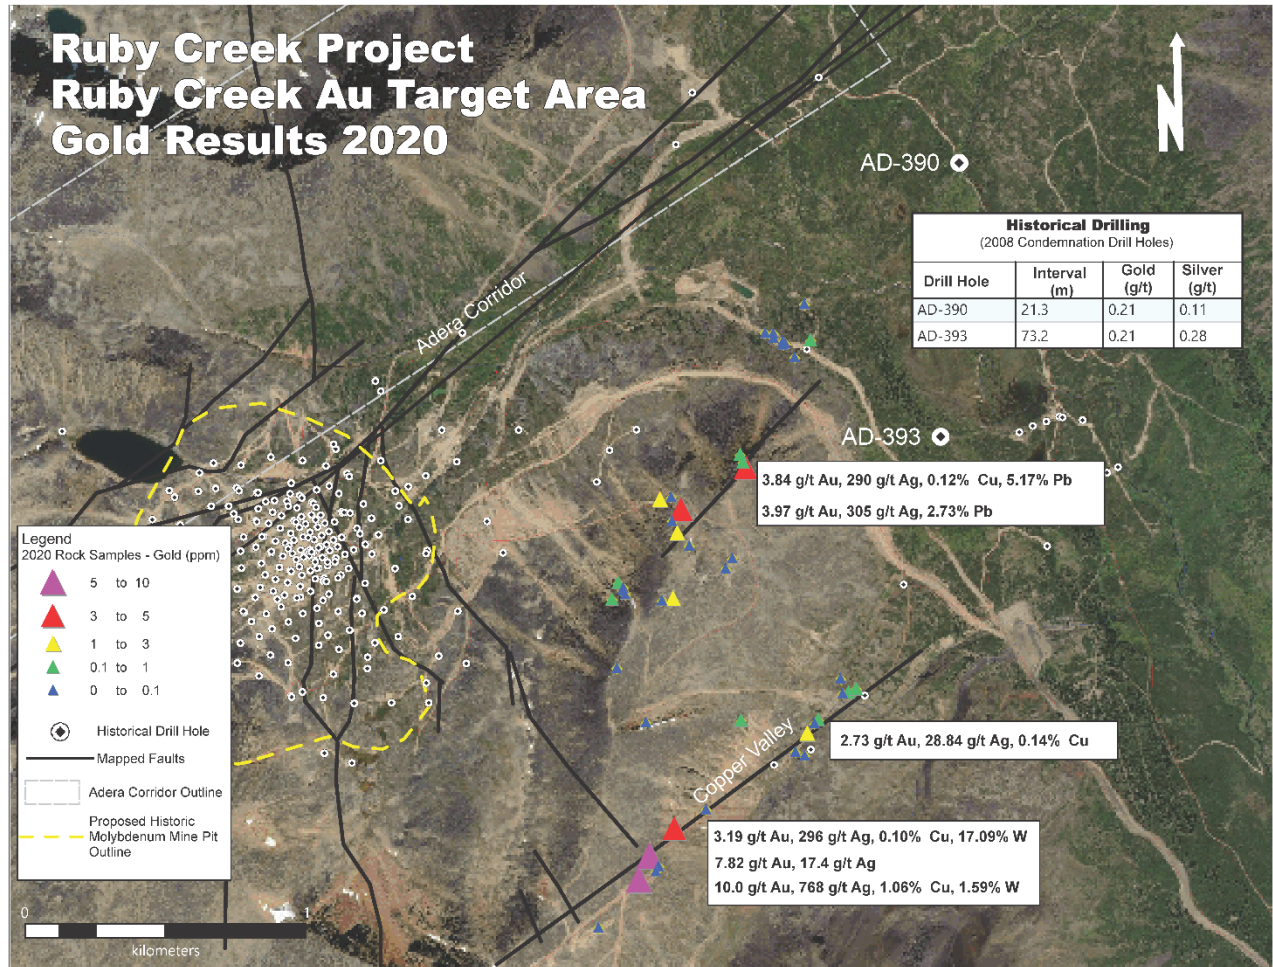 Ruby Creek Project
Ruby Creek Au Target Area
Gold Results 2020
N
AD-390
Historical Drilling
(2008 Condemnation Drill Holes)
Drill Hole Interval (m) Gold (g/t) Silver (g/t)
AD-390 21.3 0.21 0.11
AD-393 73.2 0.21 0.28
Adera Corridor
AD-393
3.84 g/t Au, 290 g/t Ag, 0.12% Cu, 5.17% Pb
3.97 g/t Au, 305 g/t Ag, 2.73% Pb
Legend
2020 Rock Samples - Gold (ppm)
5 to 10
3 to 5
1 to 3
0.1 to 1
0 to 0.1
Historical Drill Hole
Mapped Faults
Adera Corridor Outline
Proposed Historic
Molybdenum Mine Pit
Outline
Copper Valley
2.73 g/t Au, 28.84 g/t Ag, 0.14% Cu
3.19 g/t Au, 296 g/t Ag, 0.10% Cu, 17.09% W
7.82 g/t Au, 17.4 g/t Ag
10.0 g/t Au, 768 g/t Ag, 1.06% Cu, 1.59% W
0 1
kilometers